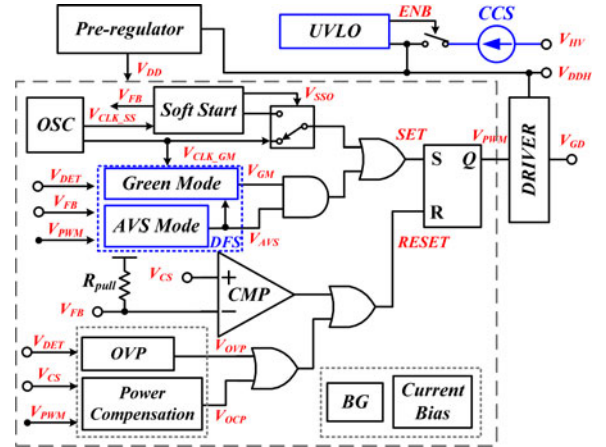 ENB
CCS
Pre-regulator
UVLO
V_HV
V_DD
V_DDH
V_FB
Soft Start
V_SSO
OSC
V_CLK_SS
V_CLK_GM
SET
V_PWM
DRIVER
V_GD
V_DET
Green Mode
V_GM
S
Q
V_FB
AVS Mode
R
V_PWM
DFS
V_AVS
RESET
R_pull
V_CS
+
CMP
V_FB
−
V_DET
OVP
V_OVP
V_CS
Power
Compensation
BG
Current
Bias
V_PWM
V_OCP